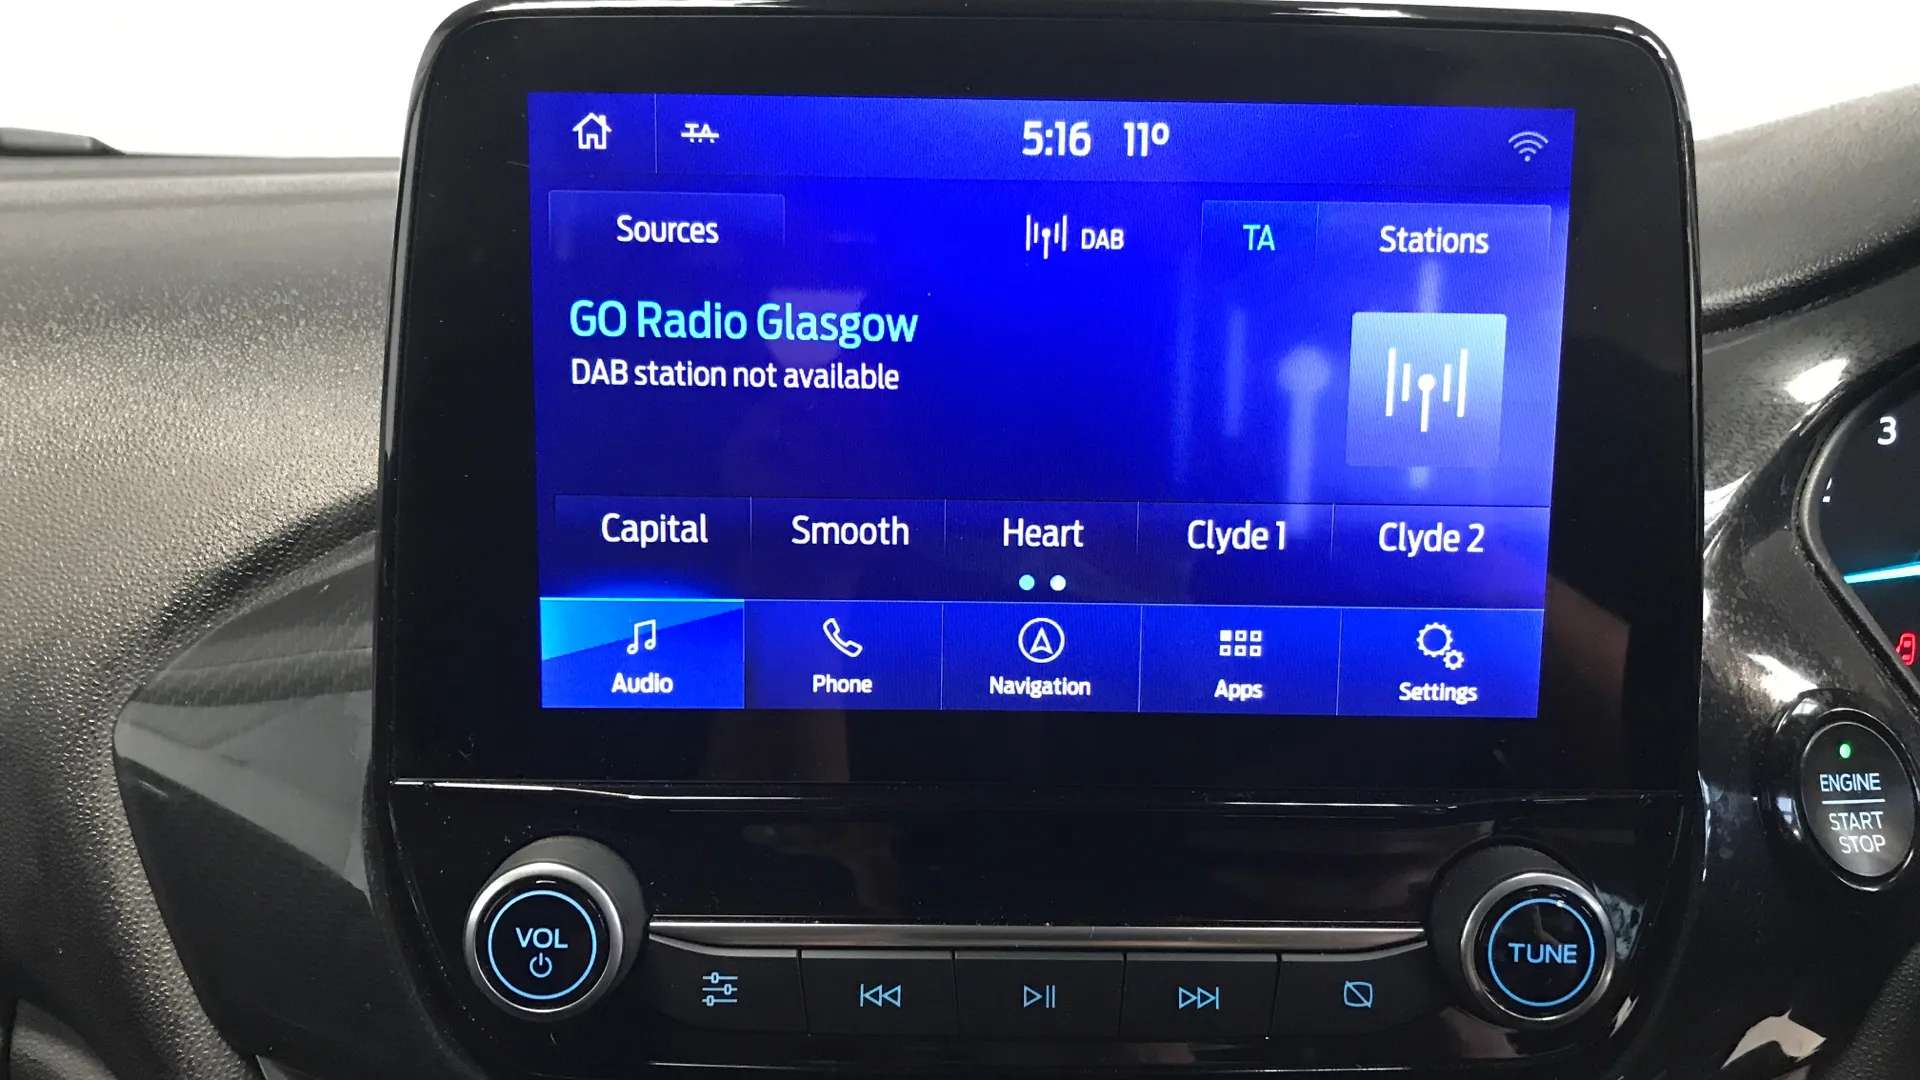 TA 5:16 11º
Sources DAB TA Stations
GO Radio Glasgow
DAB station not available
Capital Smooth Heart Clyde 1 Clyde 2
Audio Phone Navigation Apps Settings
3
ENGINE
START
STOP
VOL
TUNE